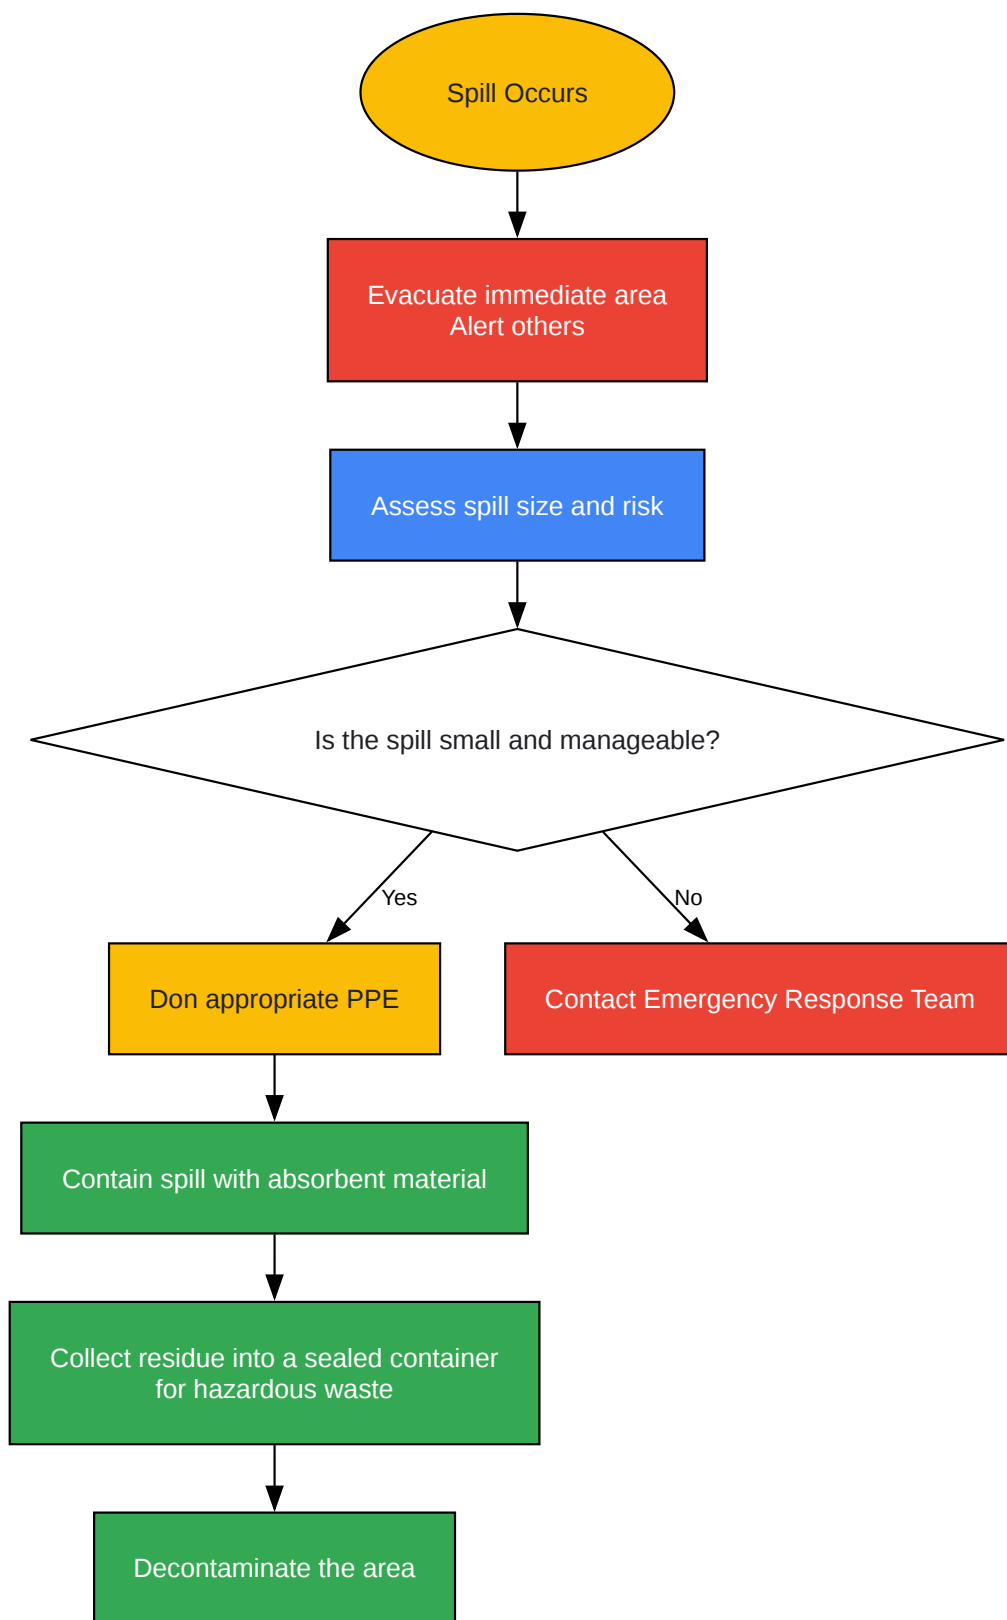 Spill Occurs
Evacuate immediate area
Alert others
Assess spill size and risk
Is the spill small and manageable?
Yes
No
Don appropriate PPE
Contact Emergency Response Team
Contain spill with absorbent material
Collect residue into a sealed container
for hazardous waste
Decontaminate the area